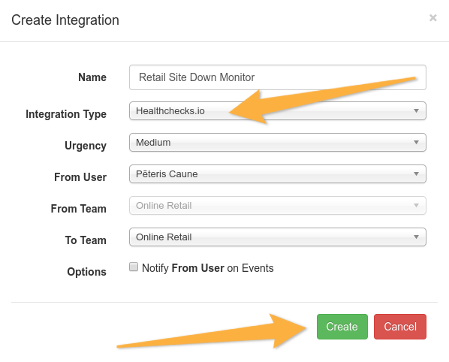 Create Integration ×
Name Retail Site Down Monitor
Integration Type Healthchecks.io
Urgency Medium
From User Pēteris Caune
From Team Online Retail
To Team Online Retail
Options Notify From User on Events
Create Cancel